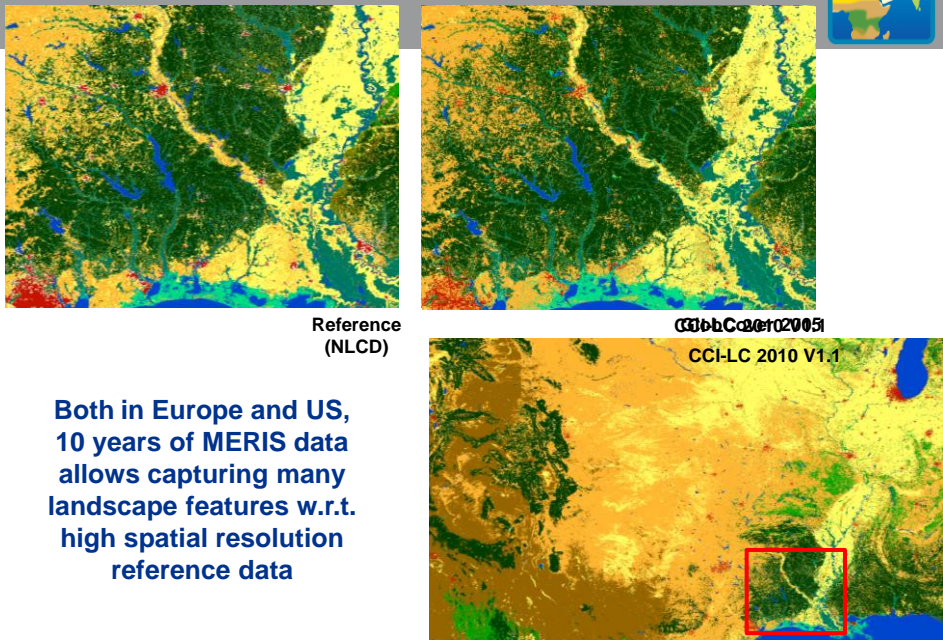 Reference
(NLCD)
CCI-LC 2010 V1.1
Both in Europe and US,
10 years of MERIS data
allows capturing many
landscape features w.r.t.
high spatial resolution
reference data